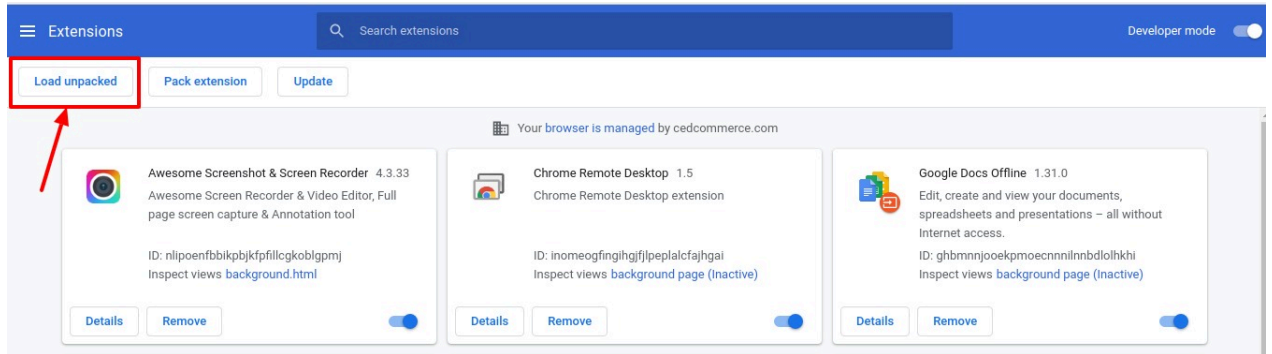 Extensions
Search extensions
Developer mode
Load unpacked
Pack extension
Update
Your browser is managed by cedcommerce.com
Awesome Screenshot & Screen Recorder 4.3.33
Awesome Screen Recorder & Video Editor, Full
page screen capture & Annotation tool
ID: nlipoenfbbikpbjkfpfillcgkoblgpmj
Inspect views background.html
Details
Remove
Chrome Remote Desktop 1.5
Chrome Remote Desktop extension
ID: inomeogfingihgjfjlpeplalcfajhgai
Inspect views background page (Inactive)
Details
Remove
Google Docs Offline 1.31.0
Edit, create and view your documents,
spreadsheets and presentations – all without
Internet access.
ID: ghbmnnjooekpmoecnnnilnnbdlolhkhi
Inspect views background page (Inactive)
Details
Remove